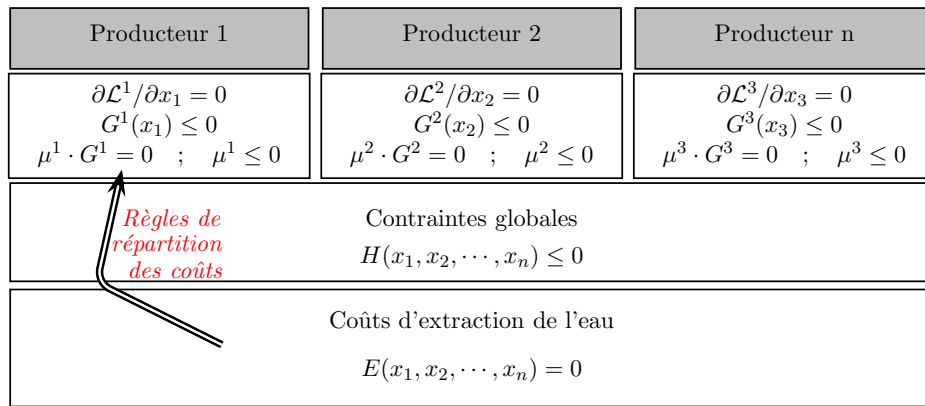 Producteur 1 Producteur 2 Producteur n
∂ℒ¹/∂x₁ = 0 ∂ℒ²/∂x₂ = 0 ∂ℒ³/∂x₃ = 0
G¹(x₁) ≤ 0 G²(x₂) ≤ 0 G³(x₃) ≤ 0
μ¹ · G¹ = 0 ; μ¹ ≤ 0 μ² · G² = 0 ; μ² ≤ 0 μ³ · G³ = 0 ; μ³ ≤ 0
Règles de
répartition
des coûts
Contraintes globales
H(x₁, x₂, · · · , xₙ) ≤ 0
Coûts d'extraction de l'eau
E(x₁, x₂, · · · , xₙ) = 0